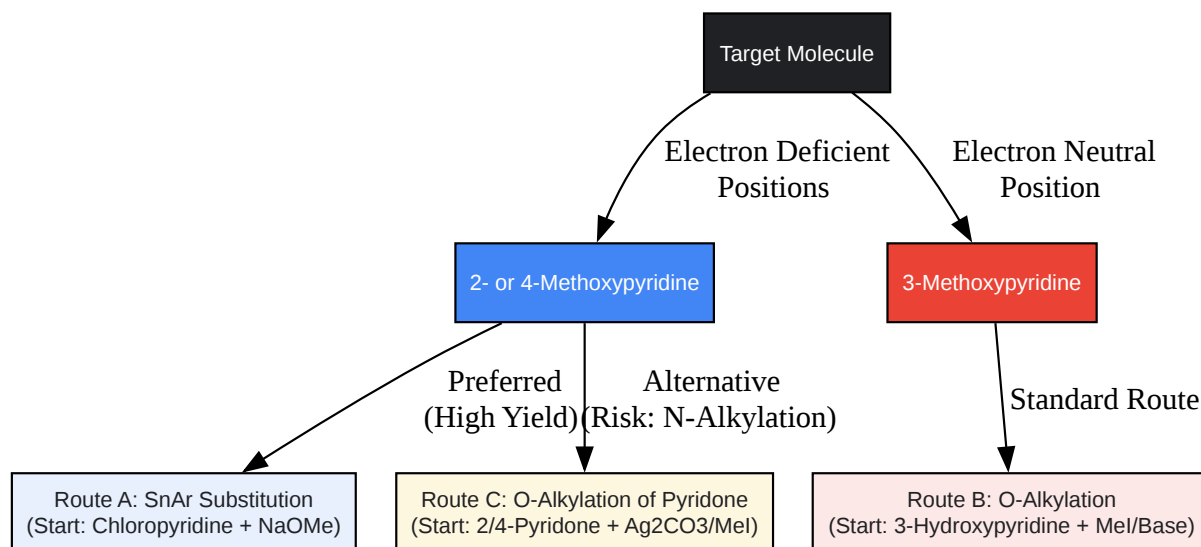 Target Molecule
Electron Deficient
Positions
Electron Neutral
Position
2- or 4-Methoxypyridine
3-Methoxypyridine
Preferred
(High Yield)
Alternative
(Risk: N-Alkylation)
Standard Route
Route A: SnAr Substitution
(Start: Chloropyridine + NaOMe)
Route C: O-Alkylation of Pyridone
(Start: 2/4-Pyridone + Ag2CO3/MeI)
Route B: O-Alkylation
(Start: 3-Hydroxypyridine + MeI/Base)